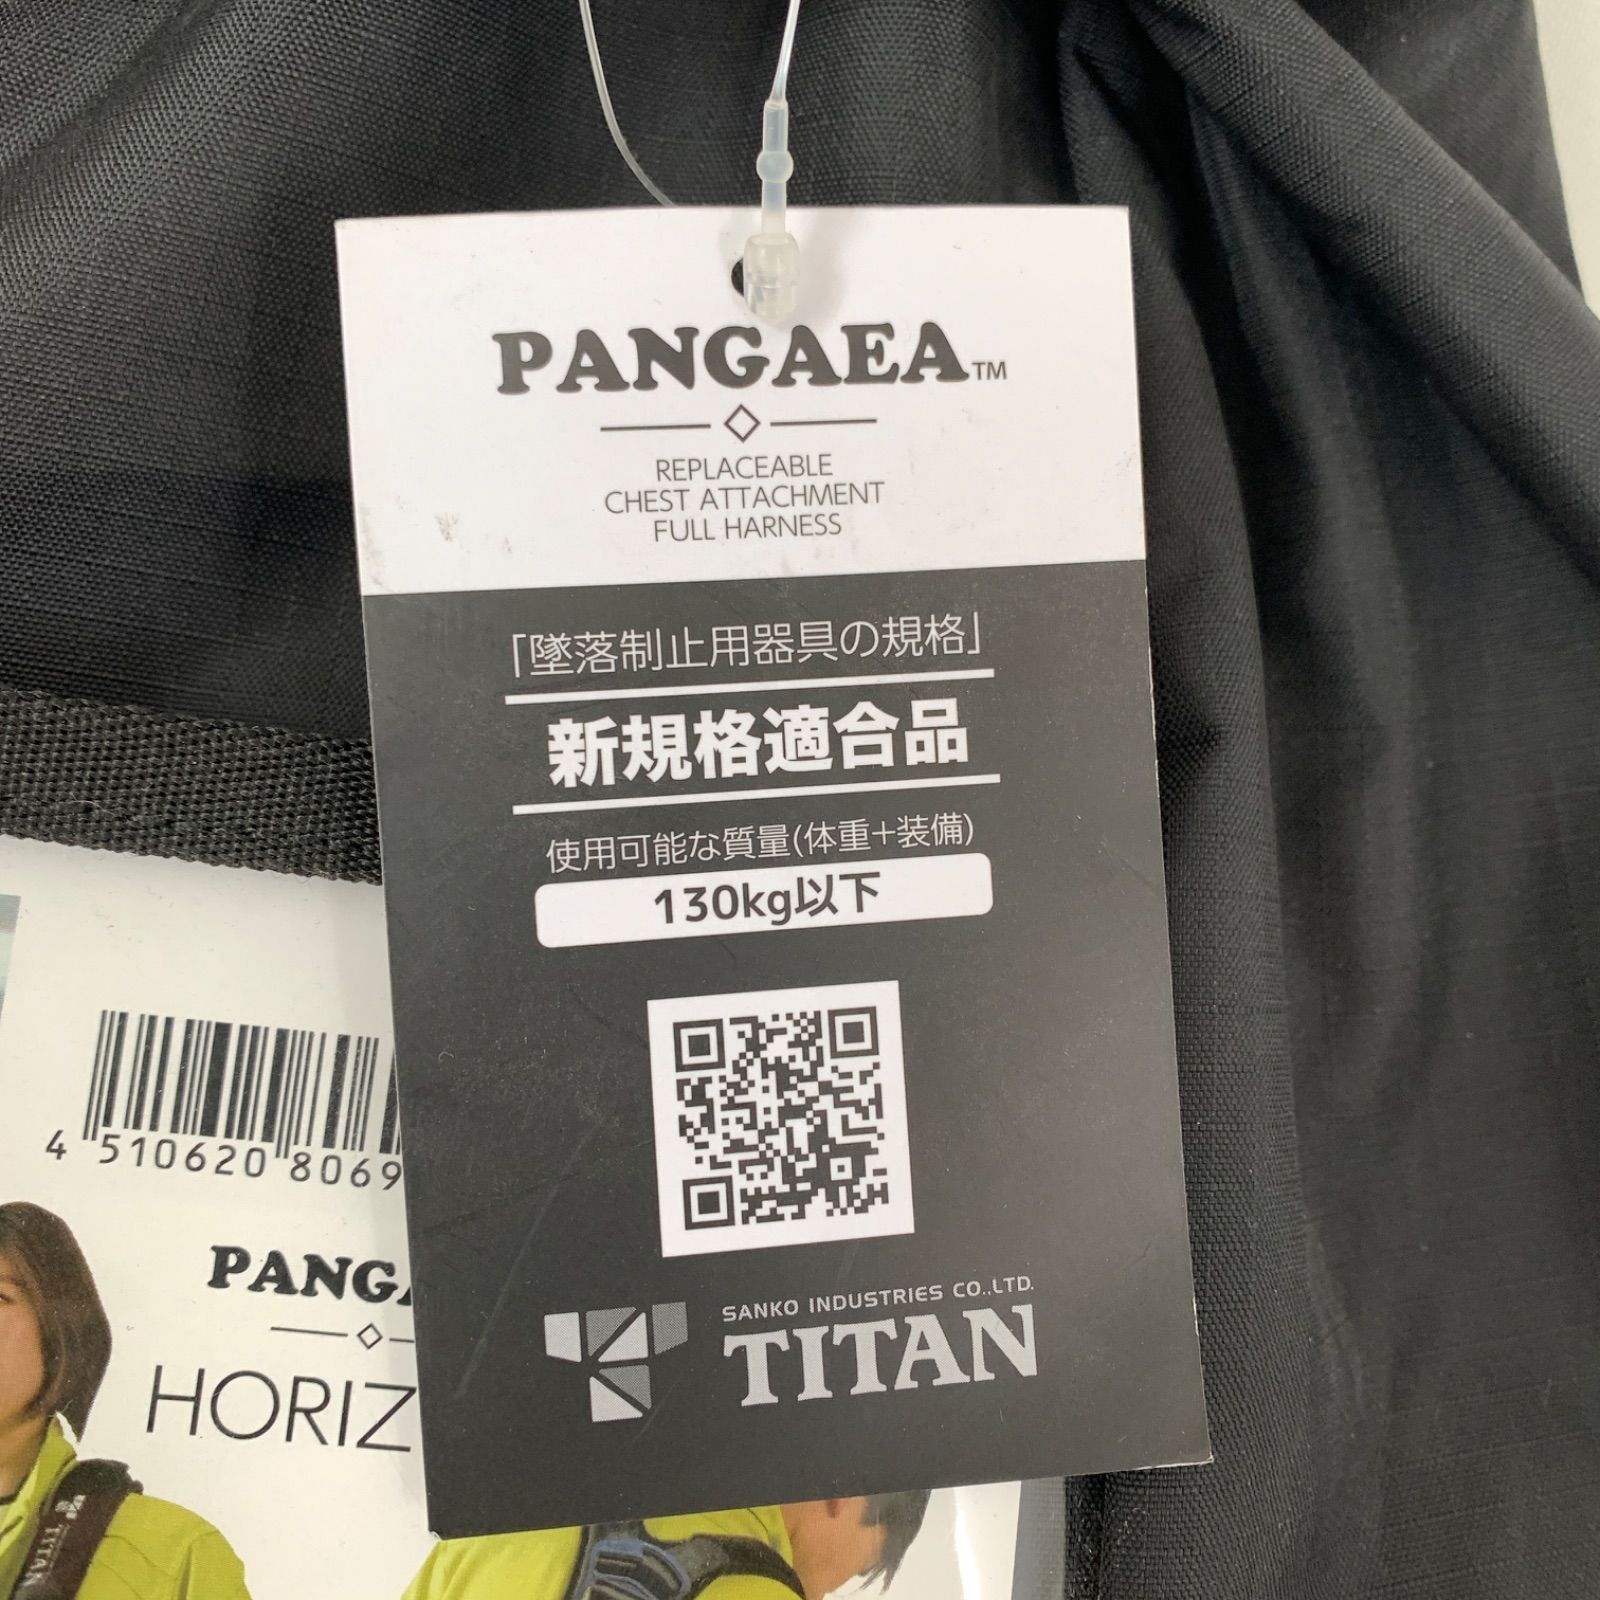 PANGAEA™
REPLACEABLE
CHEST ATTACHMENT
FULL HARNESS
「墜落制止用器具の規格」
新規格適合品
使用可能な質量(体重+装備)
130kg以下
SANKO INDUSTRIES CO.,LTD.
TITAN
4 510620 8069
PANGA
HORIZ
TITAN